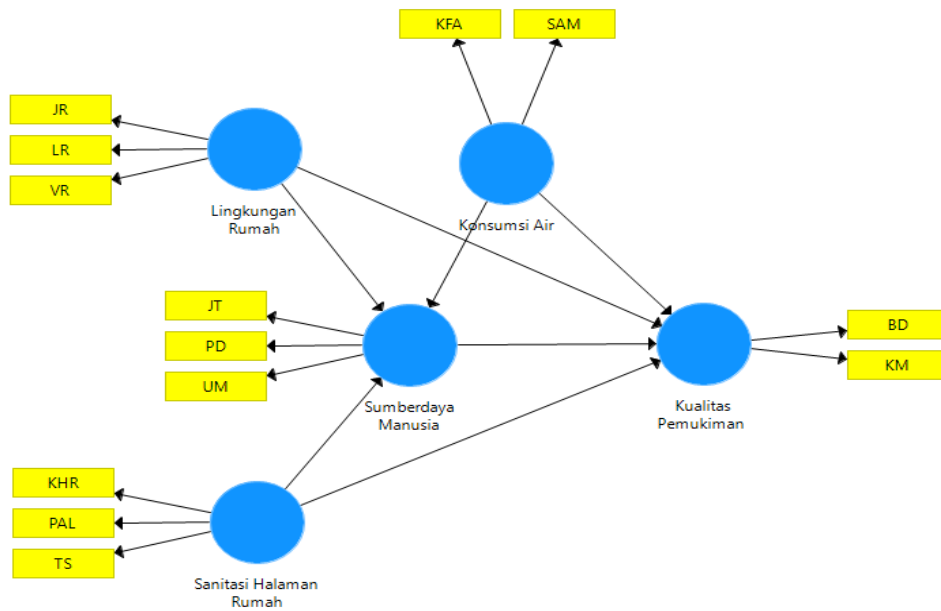 KFA
SAM
JR
LR
VR
Lingkungan
Rumah
Konsumsi Air
JT
PD
UM
Sumberdaya
Manusia
BD
KM
Kualitas
Pemukiman
KHR
PAL
TS
Sanitasi Halaman
Rumah